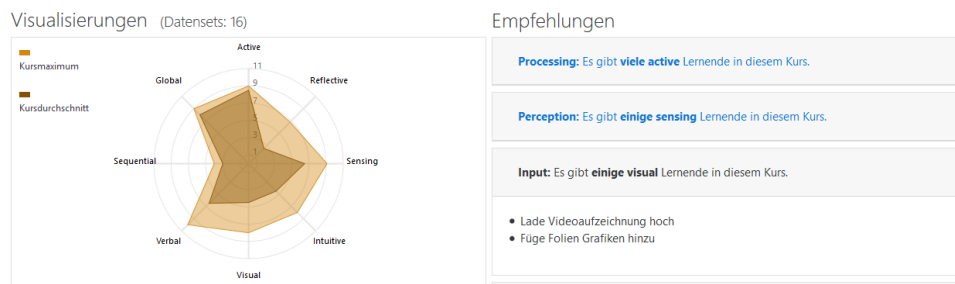 Visualisierungen (Datensets: 16)
Kursmaximum
Kursdurchschnitt
Active
Reflective
Sensing
Intuitive
Visual
Verbal
Sequential
Global
11
9
7
5
3
1
Empfehlungen
Processing: Es gibt viele active Lernende in diesem Kurs.
Perception: Es gibt einige sensing Lernende in diesem Kurs.
Input: Es gibt einige visual Lernende in diesem Kurs.
• Lade Videoaufzeichnung hoch
• Füge Folien Grafiken hinzu